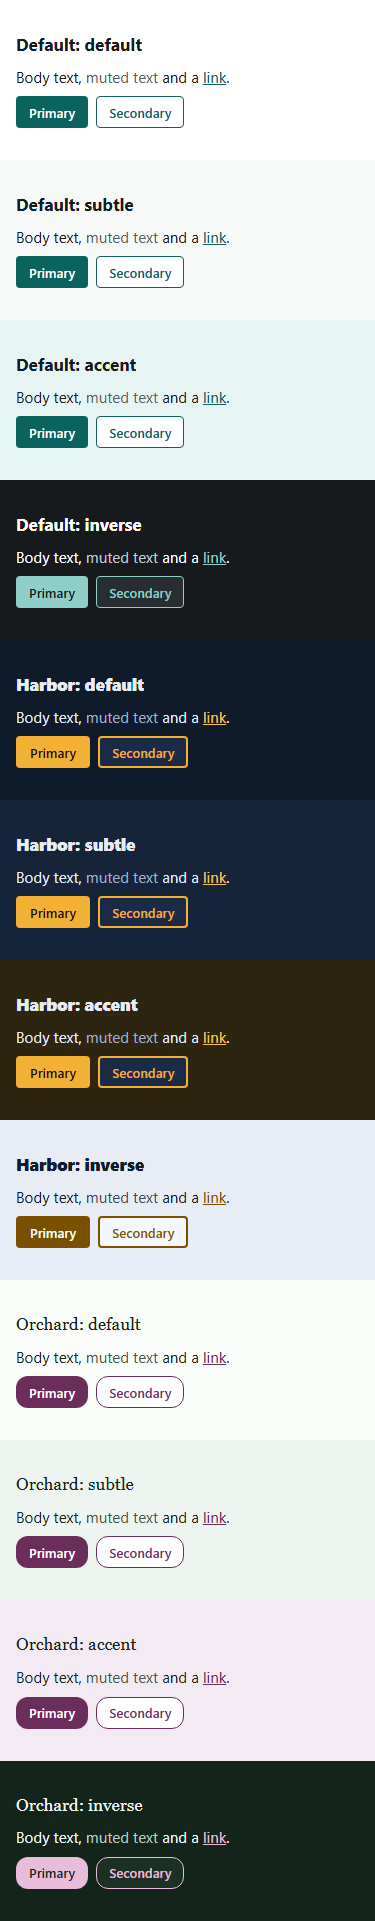 Default: default
Body text, muted text and a link.
Primary Secondary
Default: subtle
Body text, muted text and a link.
Primary Secondary
Default: accent
Body text, muted text and a link.
Primary Secondary
Default: inverse
Body text, muted text and a link.
Primary Secondary
Harbor: default
Body text, muted text and a link.
Primary Secondary
Harbor: subtle
Body text, muted text and a link.
Primary Secondary
Harbor: accent
Body text, muted text and a link.
Primary Secondary
Harbor: inverse
Body text, muted text and a link.
Primary Secondary
Orchard: default
Body text, muted text and a link.
Primary Secondary
Orchard: subtle
Body text, muted text and a link.
Primary Secondary
Orchard: accent
Body text, muted text and a link.
Primary Secondary
Orchard: inverse
Body text, muted text and a link.
Primary Secondary